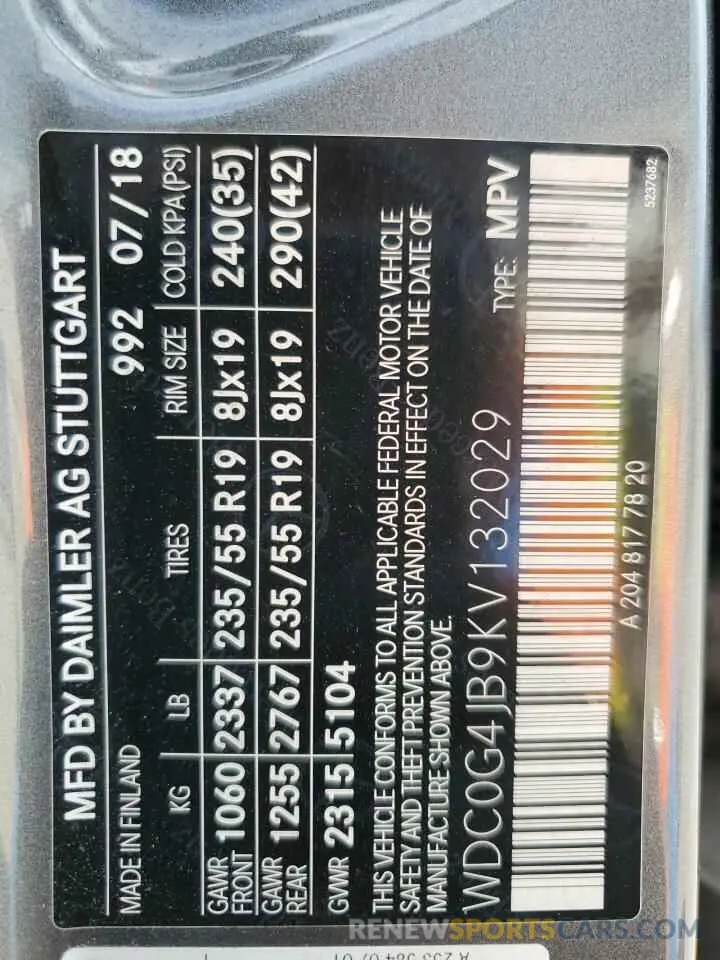 MFD BY DAIMLER AG STUTTGART
MADE IN FINLAND 992 07/18
KG LB TIRES RIM SIZE COLD KPA(PSI)
GAWR FRONT 1060 2337 235/55 R19 8Jx19 240(35)
GAWR REAR 1255 2767 235/55 R19 8Jx19 290(42)
GVWR 2315 5104
THIS VEHICLE CONFORMS TO ALL APPLICABLE FEDERAL MOTOR VEHICLE
SAFETY AND THEFT PREVENTION STANDARDS IN EFFECT ON THE DATE OF
MANUFACTURE SHOWN ABOVE.
WDC0G4JB9KV132029 TYPE: MPV
A 204 817 78 20
5237682
RENEWSPORTSCARS.COM